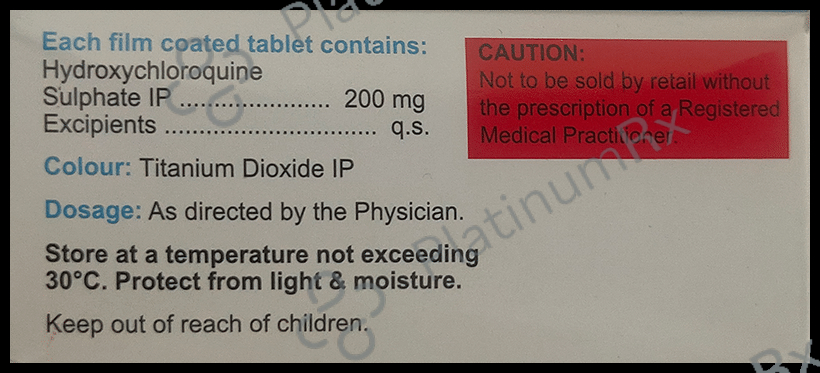 Each film coated tablet contains:
Hydroxychloroquine
Sulphate IP ...................... 200 mg
Excipients ............................... q.s.
Colour: Titanium Dioxide IP
Dosage: As directed by the Physician.
Store at a temperature not exceeding
30°C. Protect from light & moisture.
Keep out of reach of children.
CAUTION:
Not to be sold by retail without
the prescription of a Registered
Medical Practitioner.
PlatinumRx